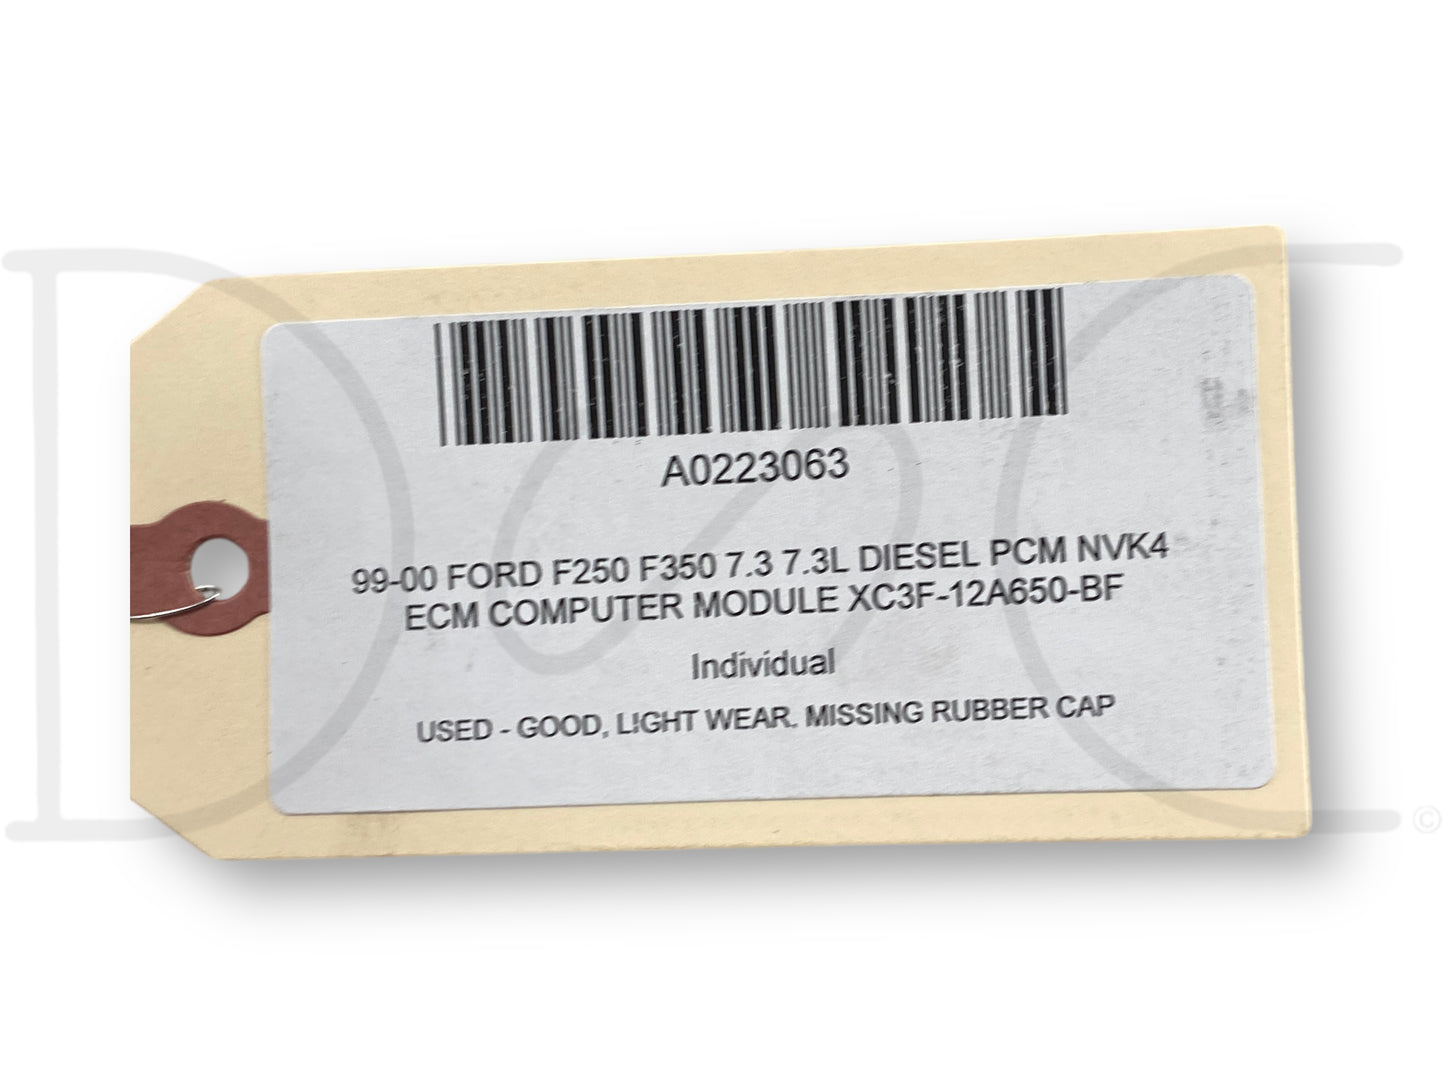 A0223063
99-00 FORD F250 F350 7.3 7.3L DIESEL PCM NVK4
ECM COMPUTER MODULE XC3F-12A650-BF
Individual
USED - GOOD, LIGHT WEAR. MISSING RUBBER CAP
©